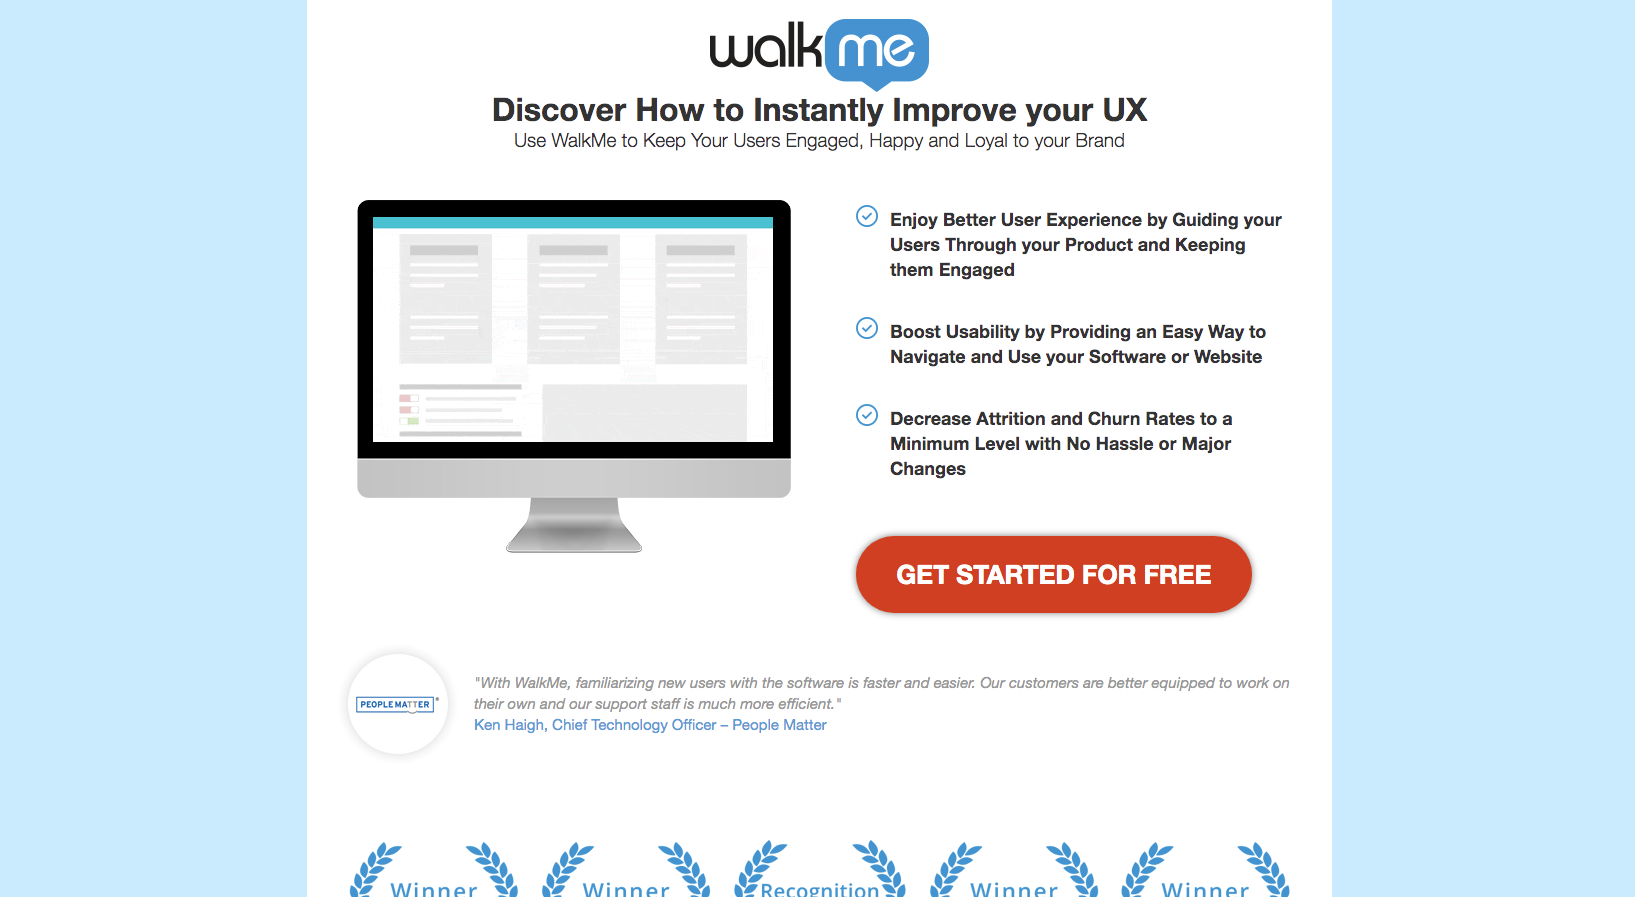 walkme
Discover How to Instantly Improve your UX
Use WalkMe to Keep Your Users Engaged, Happy and Loyal to your Brand
Enjoy Better User Experience by Guiding your
Users Through your Product and Keeping
them Engaged
Boost Usability by Providing an Easy Way to
Navigate and Use your Software or Website
Decrease Attrition and Churn Rates to a
Minimum Level with No Hassle or Major
Changes
GET STARTED FOR FREE
PEOPLEMATTER®
"With WalkMe, familiarizing new users with the software is faster and easier. Our customers are better equipped to work on
their own and our support staff is much more efficient."
Ken Haigh, Chief Technology Officer – People Matter
Winner Winner Recognition Winner Winner